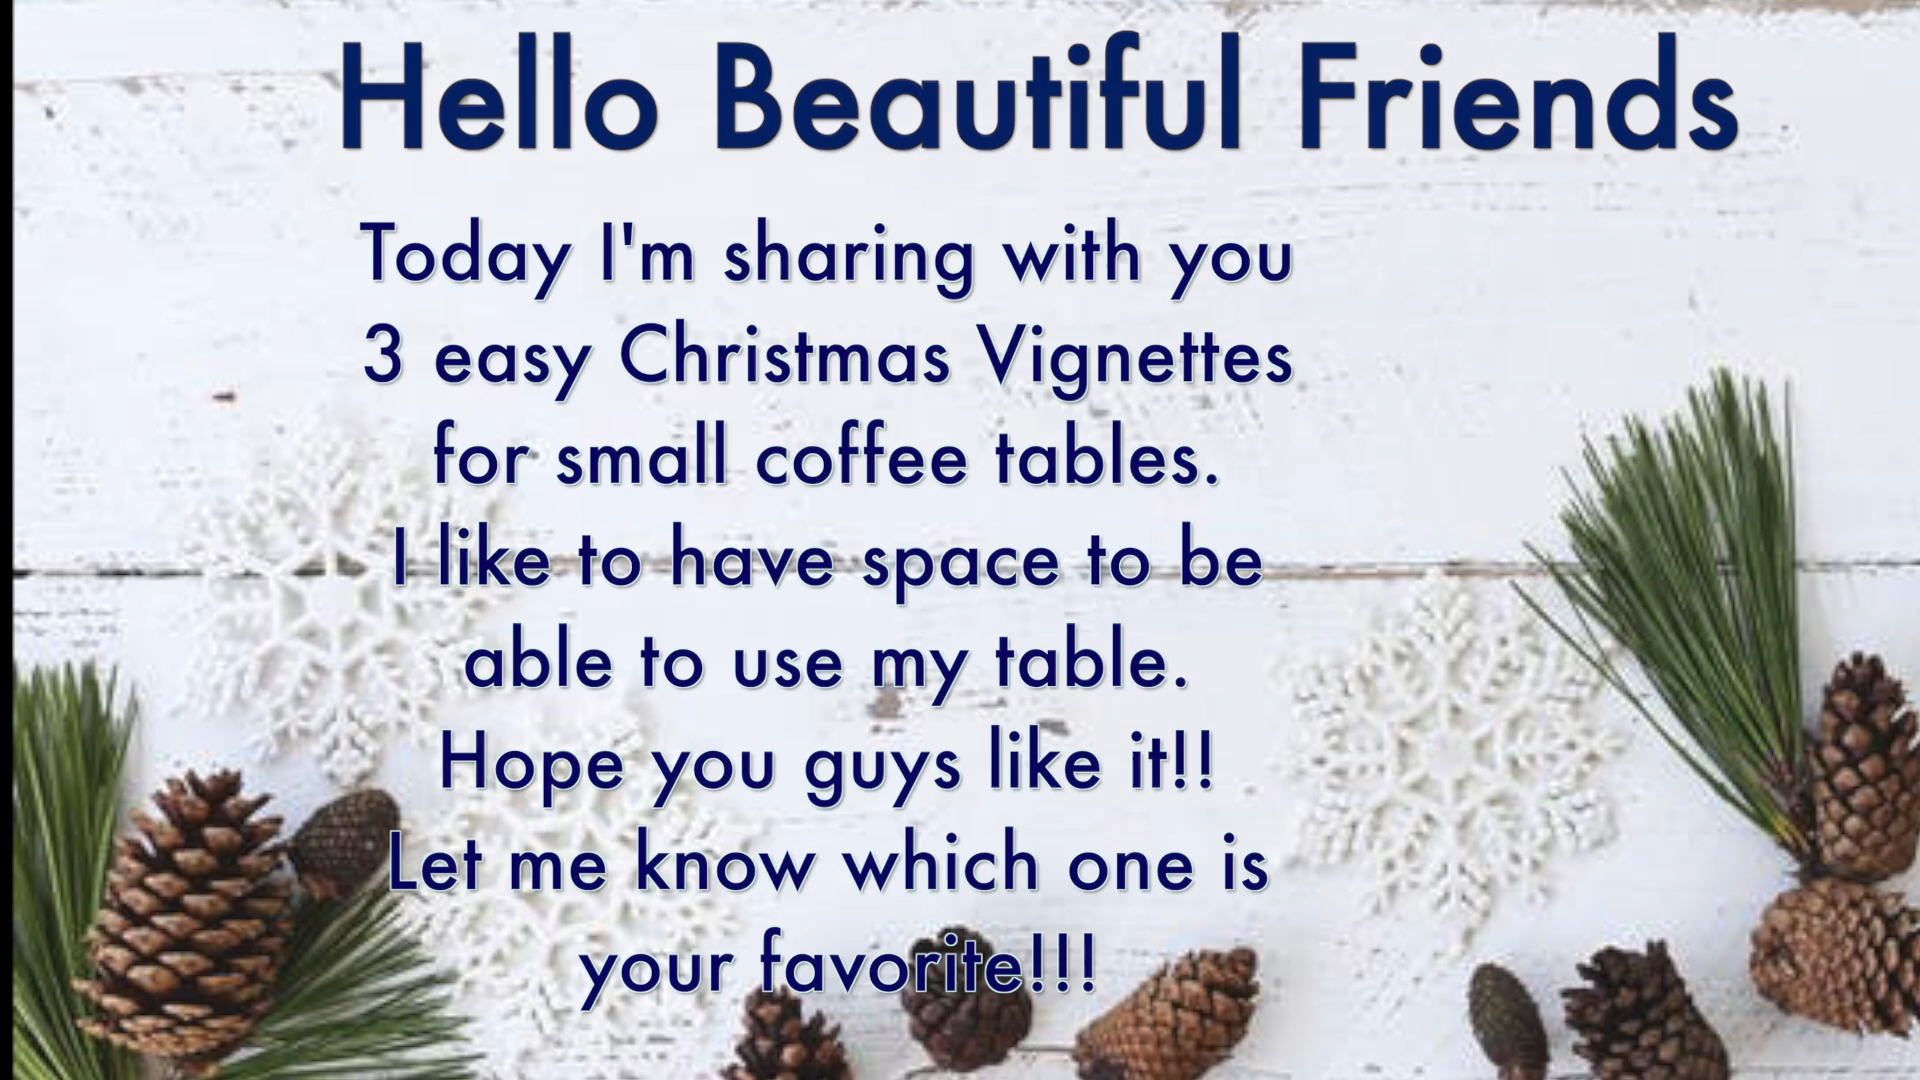 Hello Beautiful Friends
Today I'm sharing with you
3 easy Christmas Vignettes
for small coffee tables.
I like to have space to be
able to use my table.
Hope you guys like it!!
Let me know which one is
your favorite!!!